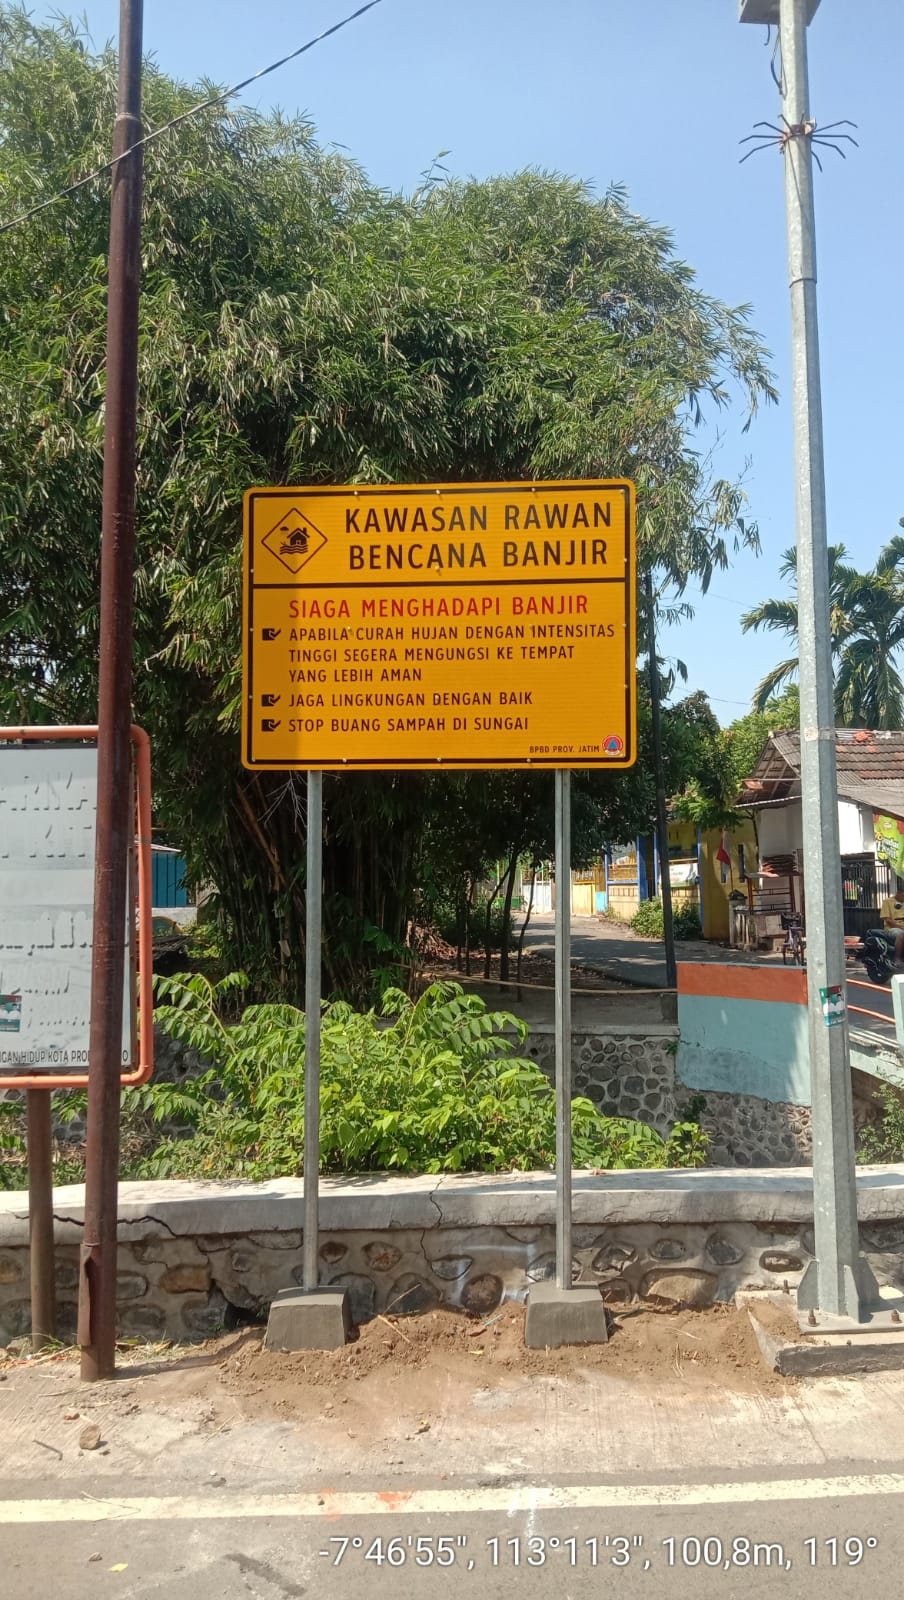 KAWASAN RAWAN
BENCANA BANJIR
SIAGA MENGHADAPI BANJIR
APABILA CURAH HUJAN DENGAN INTENSITAS
TINGGI SEGERA MENGUNGSI KE TEMPAT
YANG LEBIH AMAN
JAGA LINGKUNGAN DENGAN BAIK
STOP BUANG SAMPAH DI SUNGAI
BPBD PROV. JATIM
HIDUP KOTA
-7°46'55", 113°11'3", 100,8m, 119°